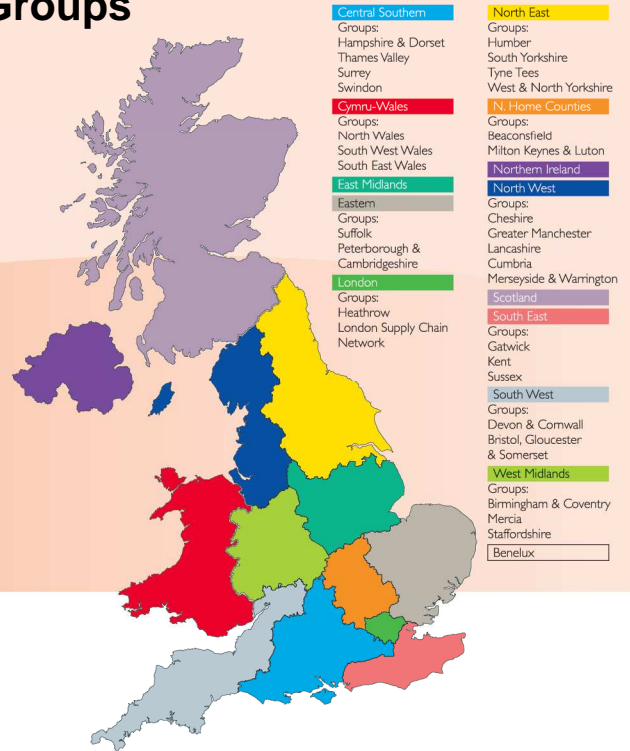 Groups
Central Southern
Groups:
Hampshire & Dorset
Thames Valley
Surrey
Swindon
Cymru-Wales
Groups:
North Wales
South West Wales
South East Wales
East Midlands
Eastern
Groups:
Suffolk
Peterborough &
Cambridgeshire
London
Groups:
Heathrow
London Supply Chain
Network
North East
Groups:
Humber
South Yorkshire
Tyne Tees
West & North Yorkshire
N. Home Counties
Groups:
Beaconsfield
Milton Keynes & Luton
Northern Ireland
North West
Groups:
Cheshire
Greater Manchester
Lancashire
Cumbria
Merseyside & Warrington
Scotland
South East
Groups:
Gatwick
Kent
Sussex
South West
Groups:
Devon & Cornwall
Bristol, Gloucester
& Somerset
West Midlands
Groups:
Birmingham & Coventry
Mercia
Staffordshire
Benelux